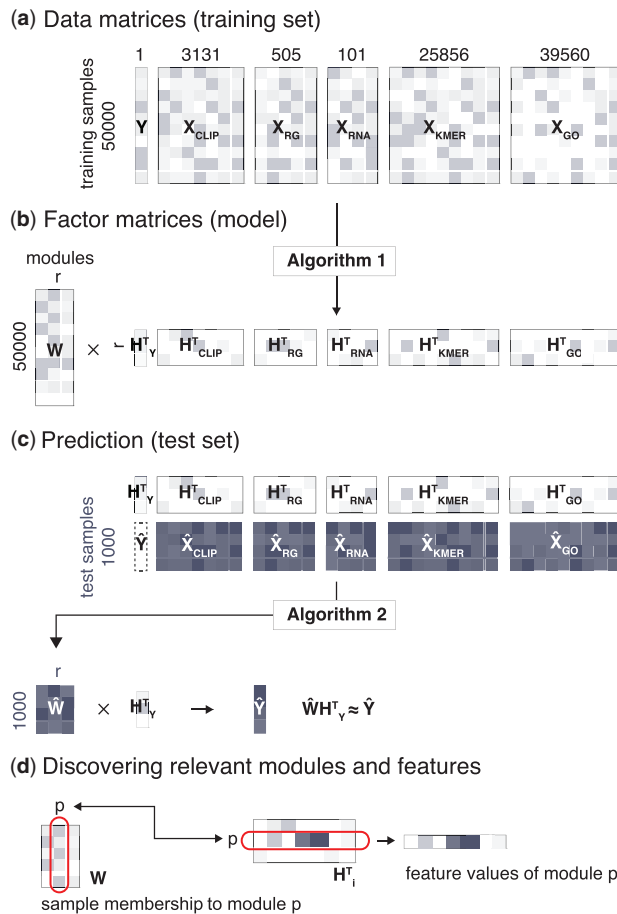 (a) Data matrices (training set)
1 3131 505 101 25856 39560
training samples
50000
Y X_CLIP X_RG X_RNA X_KMER X_GO
(b) Factor matrices (model)
modules
r
Algorithm 1
50000
W × r H^T_Y H^T_CLIP H^T_RG H^T_RNA H^T_KMER H^T_GO
(c) Prediction (test set)
H^T_Y H^T_CLIP H^T_RG H^T_RNA H^T_KMER H^T_GO
test samples
1000
Ŷ X̂_CLIP X̂_RG X̂_RNA X̂_KMER X̂_GO
Algorithm 2
r
1000
Ŵ × H^T_Y → Ŷ ŴH^T_Y ≈ Ŷ
(d) Discovering relevant modules and features
p
p
W
H^T_i
feature values of module p
sample membership to module p